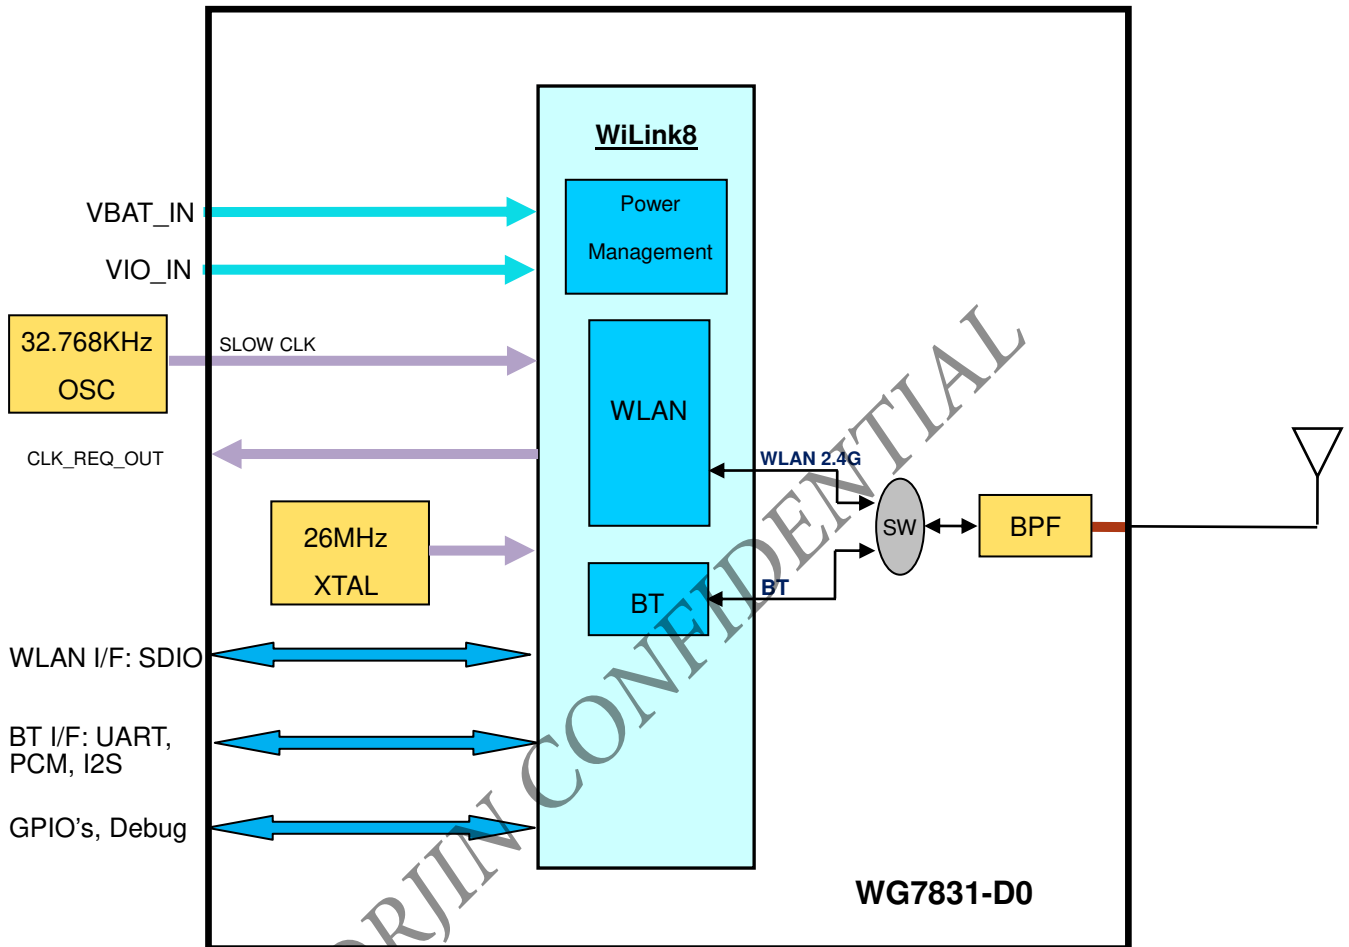 WiLink8
Power
Management
VBAT_IN
VIO_IN
32.768KHz
OSC
SLOW CLK
WLAN
CLK_REQ_OUT
WLAN 2.4G
SW
BPF
26MHz
XTAL
BT
BT
WLAN I/F: SDIO
BT I/F: UART,
PCM, I2S
GPIO's, Debug
WG7831-D0
ORJIN CONFIDENTIAL